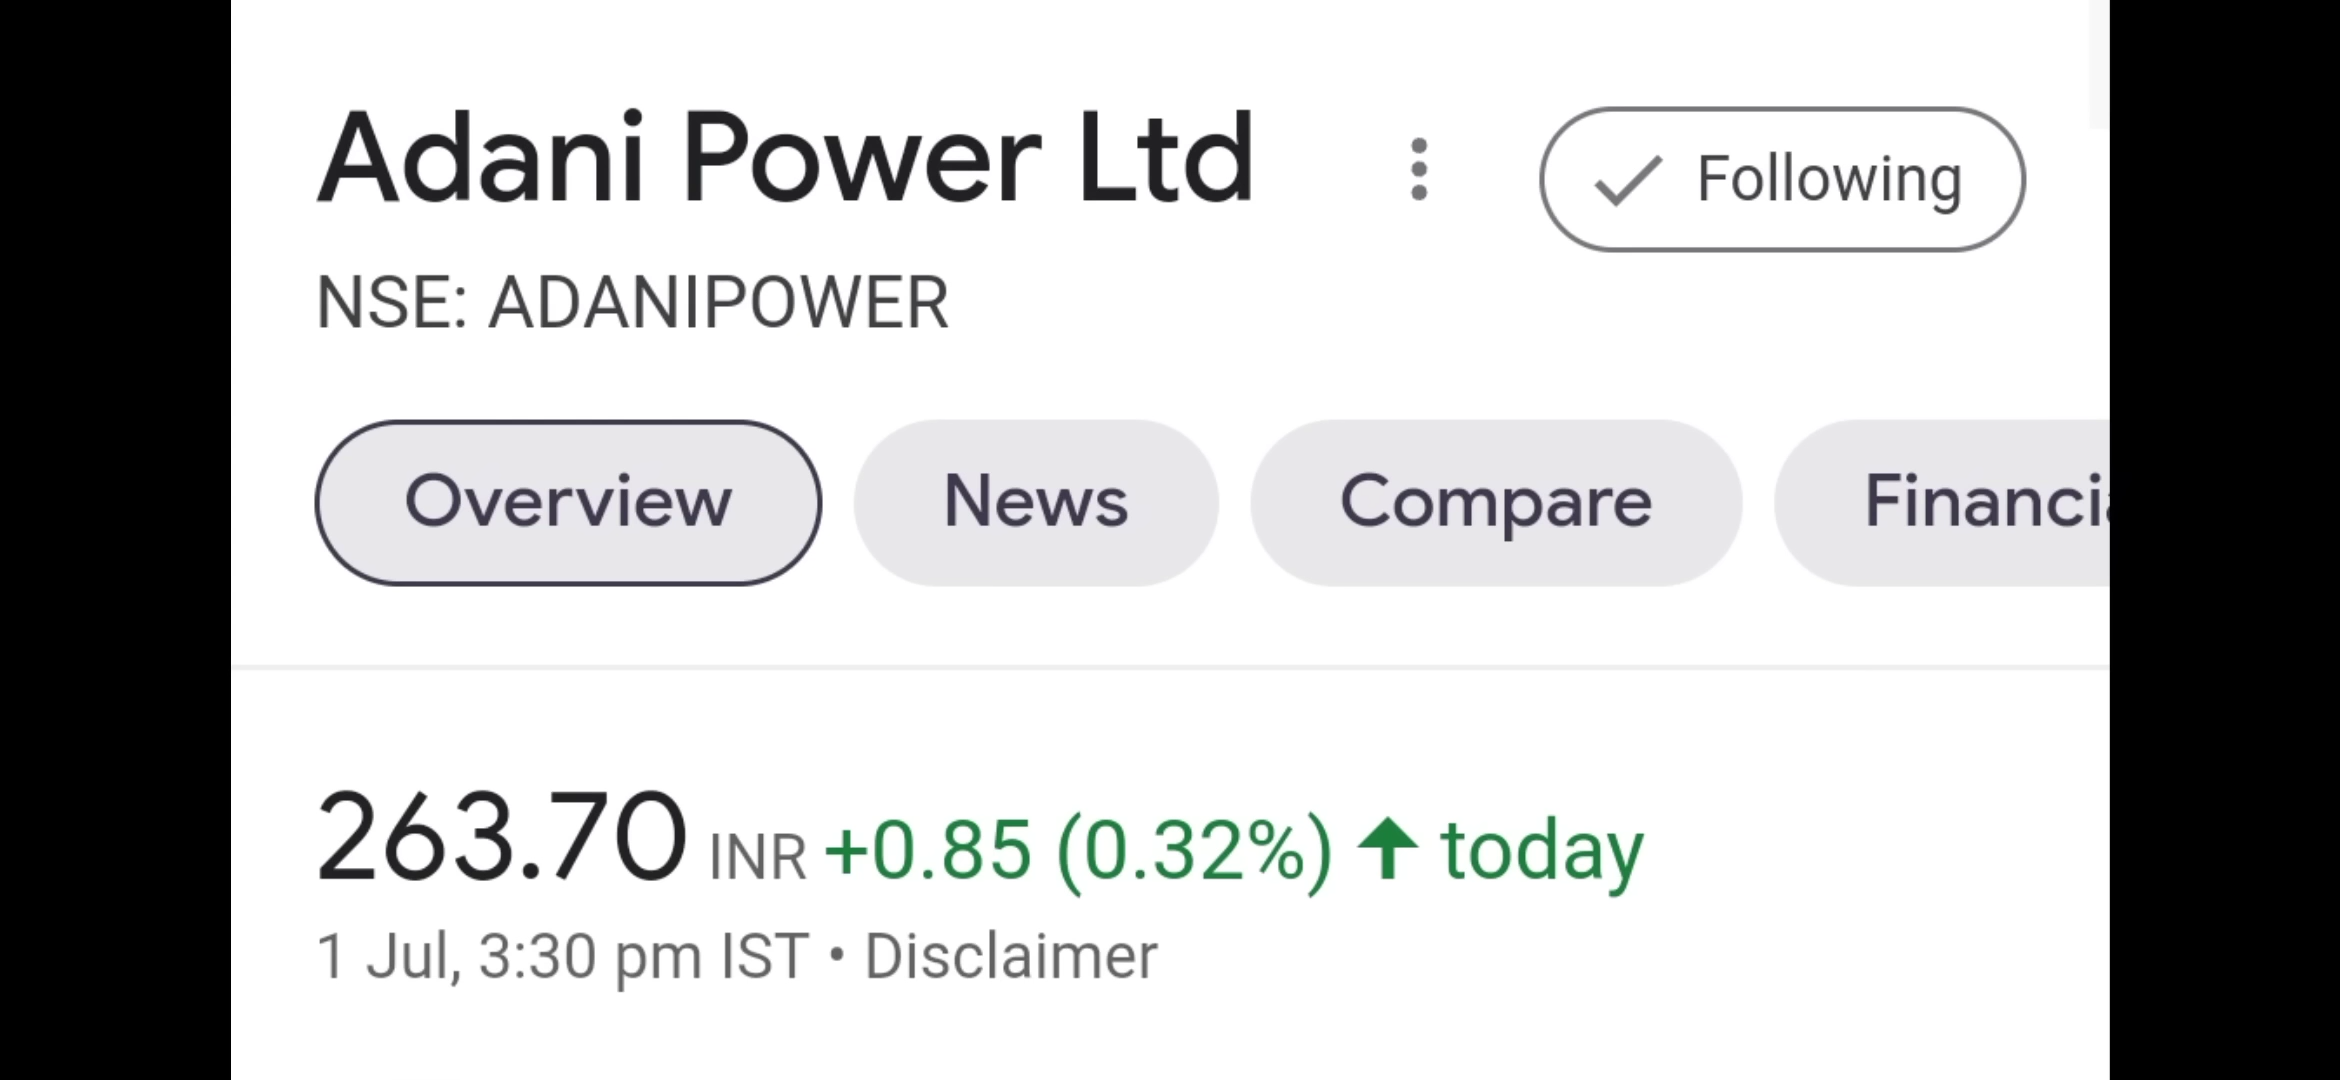 Adani Power Ltd
Following
NSE: ADANIPOWER
Overview News Compare Financia
263.70 INR +0.85 (0.32%) ↑ today
1 Jul, 3:30 pm IST • Disclaimer